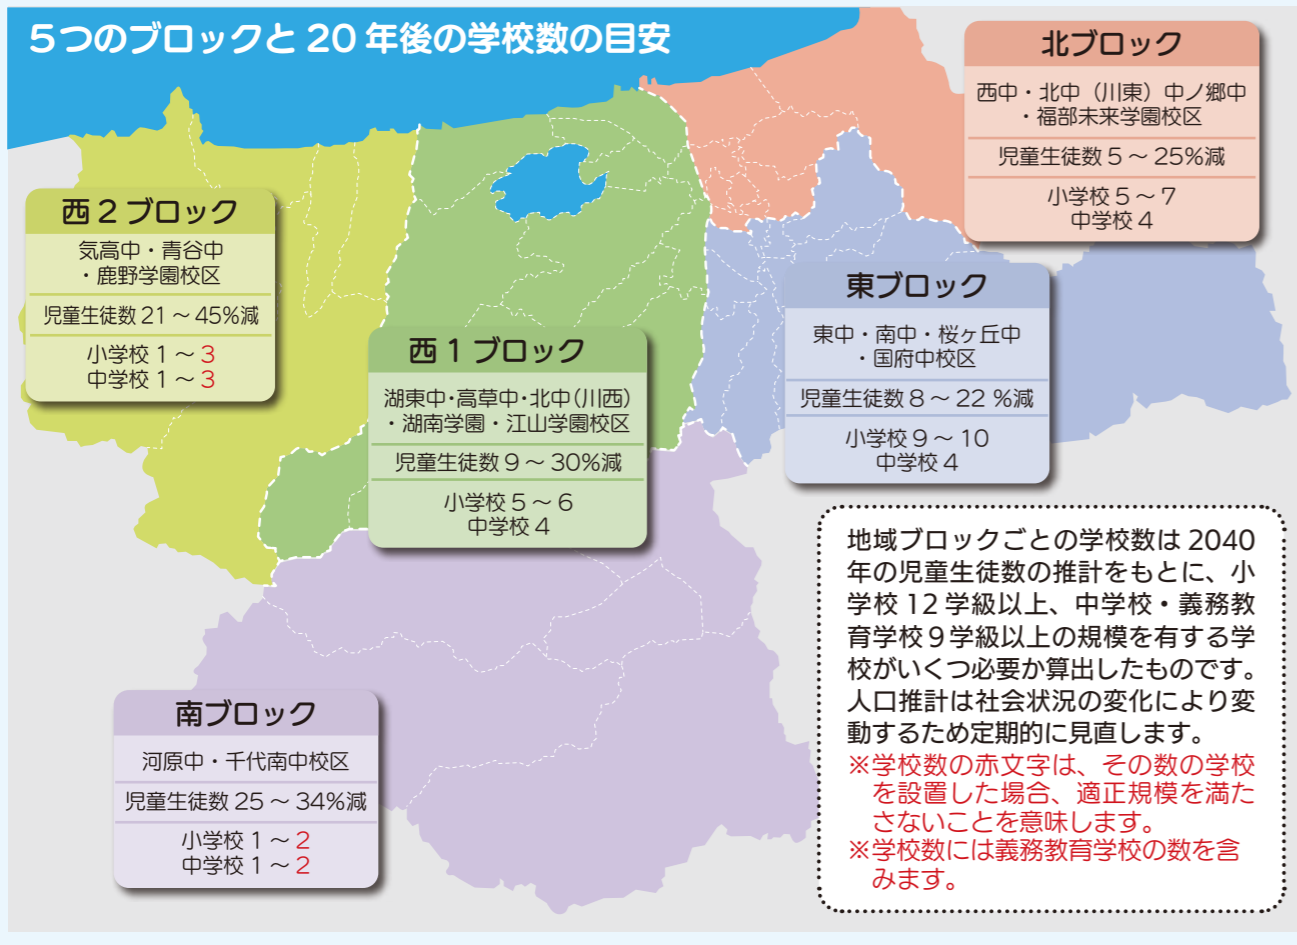 5つのブロックと20年後の学校数の目安
北ブロック
西中・北中（川東）中ノ郷中
・福部未来学園校区
児童生徒数5～25%減
小学校5～7
中学校4
西2ブロック
気高中・青谷中
・鹿野学園校区
児童生徒数21～45%減
小学校1～3
中学校1～3
西1ブロック
湖東中・高草中・北中（川西）
・湖南学園・江山学園校区
児童生徒数9～30%減
小学校5～6
中学校4
東ブロック
東中・南中・桜ヶ丘中
・国府中校区
児童生徒数8～22%減
小学校9～10
中学校4
南ブロック
河原中・千代南中校区
児童生徒数25～34%減
小学校1～2
中学校1～2
地域ブロックごとの学校数は2040
年の児童生徒数の推計をもとに、小
学校12学級以上、中学校・義務教
育学校9学級以上の規模を有する学
校がいくつ必要か算出したものです。
人口推計は社会状況の変化により変
動するため定期的に見直します。
※学校数の赤文字は、その数の学校
を設置した場合、適正規模を満た
さないことを意味します。
※学校数には義務教育学校の数を含
みます。